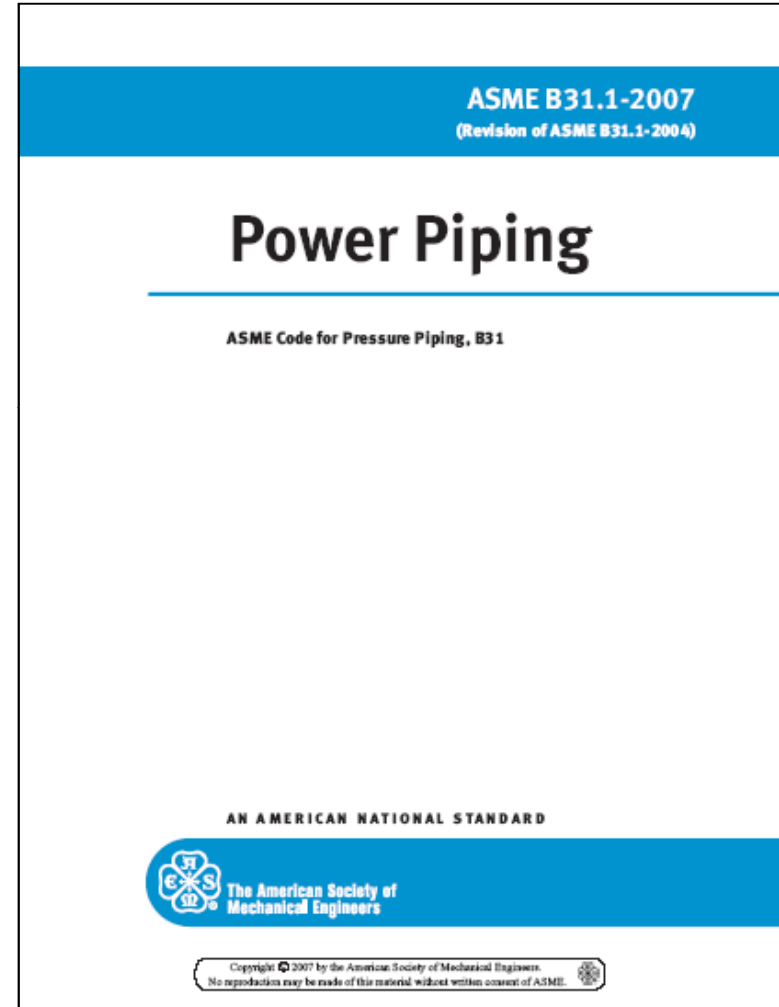 ASME B31.1-2007
(Revision of ASME B31.1-2004)
Power Piping
ASME Code for Pressure Piping, B31
AN AMERICAN NATIONAL STANDARD
A
E S
M
The American Society of
Mechanical Engineers
Copyright © 2007 by the American Society of Mechanical Engineers.
No reproduction may be made of this material without written consent of ASME.